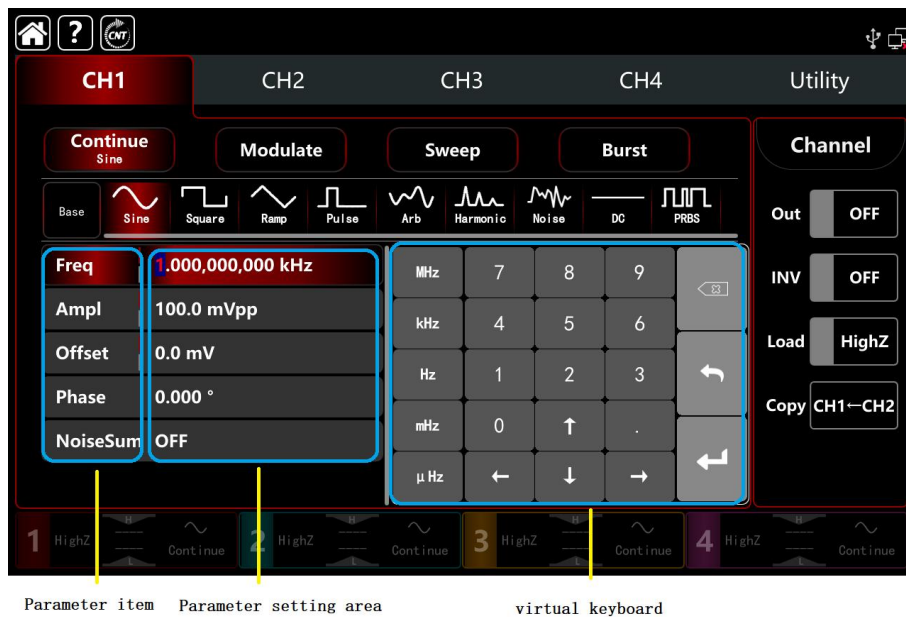 ? CNT
CH1 CH2 CH3 CH4 Utility
Continue
Sine
Modulate Sweep Burst Channel
Base Sine Square Ramp Pulse Arb Harmonic Noise DC PRBS
Out OFF
Freq 1.000,000,000 kHz
MHz 7 8 9
INV OFF
Ampl 100.0 mVpp
kHz 4 5 6
Load HighZ
Offset 0.0 mV
Hz 1 2 3
Phase 0.000 °
Copy CH1←CH2
mHz 0 ↑ .
NoiseSum OFF
μHz ← ↓ →
1 HighZ H L Continue 2 HighZ H L Continue 3 HighZ H L Continue 4 HighZ H L Continue
Parameter item Parameter setting area virtual keyboard